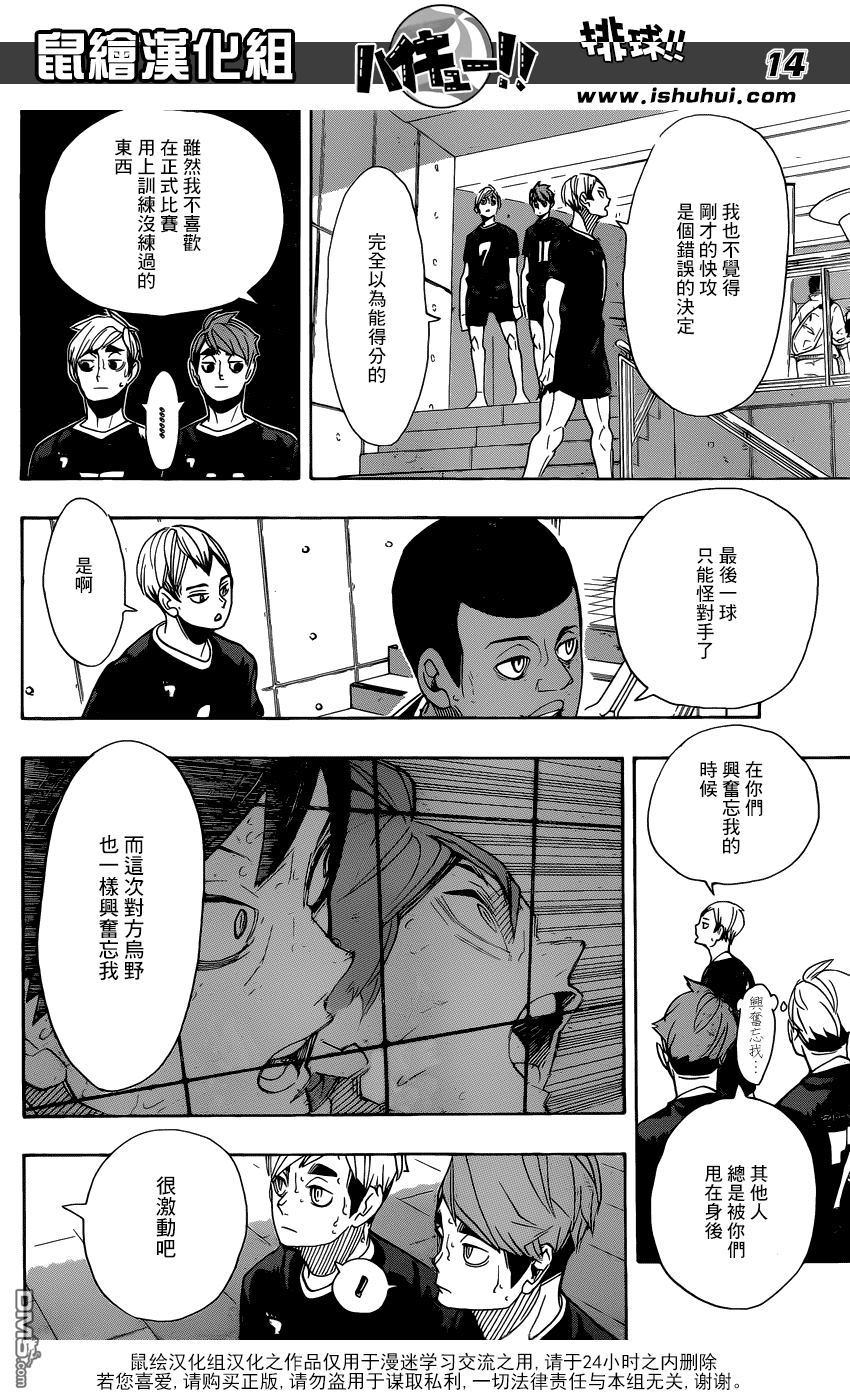 鼠繪漢化組
ハイキュー!!
排球!!
14
www.ishuhui.com
我也不覺得
剛才的快攻
是個錯誤的決定
完全以為能得分的
雖然我不喜歡
在正式比賽
用上訓練沒練過的
東西
……
最後一球
只能怪對手了
是啊
在你們
興奮忘我的
時候
興奮忘我…
其他人
總是被你們
甩在身後
而這次對方烏野
也一樣興奮忘我
很激動吧
!
鼠绘汉化组汉化之作品仅用于漫迷学习交流之用, 请于24小时之内删除
若您喜爱, 请购买正版, 请勿盗用于谋取私利, 一切法律责任与本组无关, 谢谢。
DM5